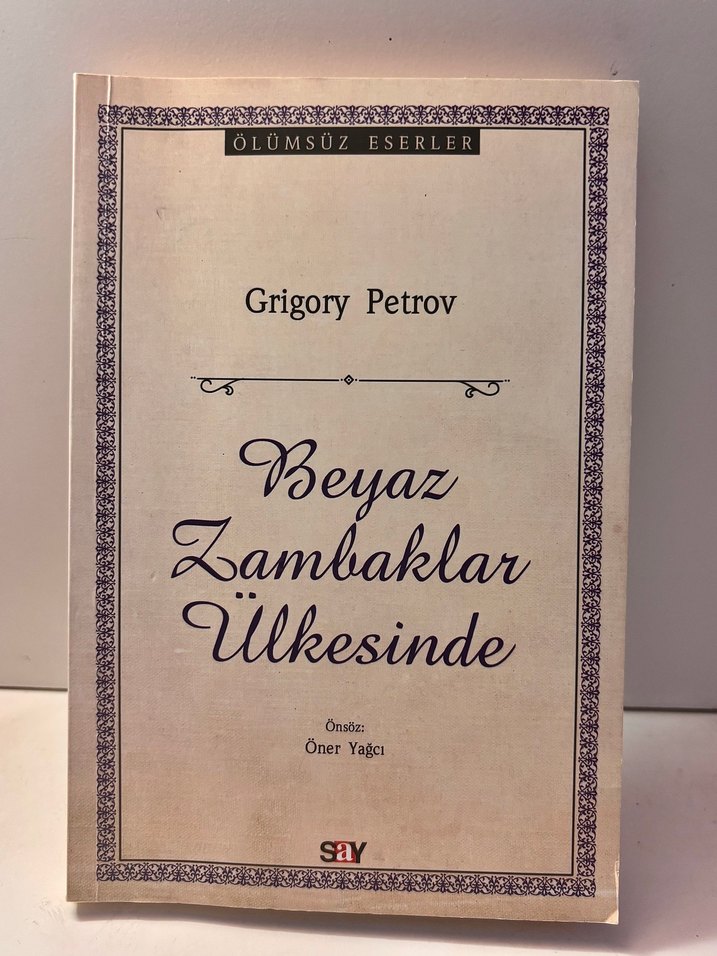 ÖLÜMSÜZ ESERLER
Grigory Petrov
Beyaz
Zambaklar
Ülkesinde
Önsöz:
Öner Yağcı
SaY